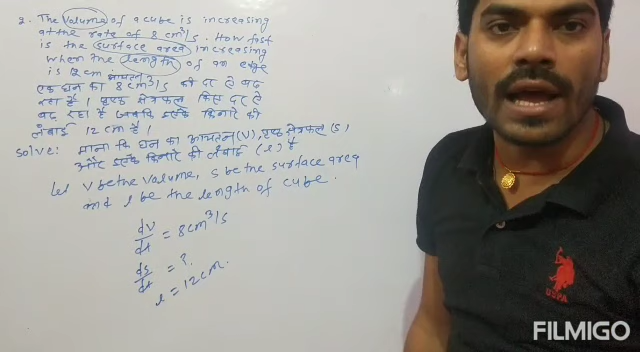 2. The Volume of a cube is increasing
at the rate of 8 cm³/s. How fast
is the surface area increasing
when the length of an edge
is 12cm
एक घन का आयतन 8 cm³/s की दर से बढ़
रहा है। पृष्ठ क्षेत्रफल किस दर से
बढ़ रहा है जबकि इसके किनारे की
लंबाई 12 cm है।
Solve: माना कि घन का आयतन (V), पृष्ठ क्षेत्रफल (S)
और इसके किनारे की लंबाई (l) है
Let V be the volume, S be the surface area
and l be the length of cube.
dV/dt = 8cm³/s
ds/dt = ?
l = 12cm.
USPA
FILMIGO